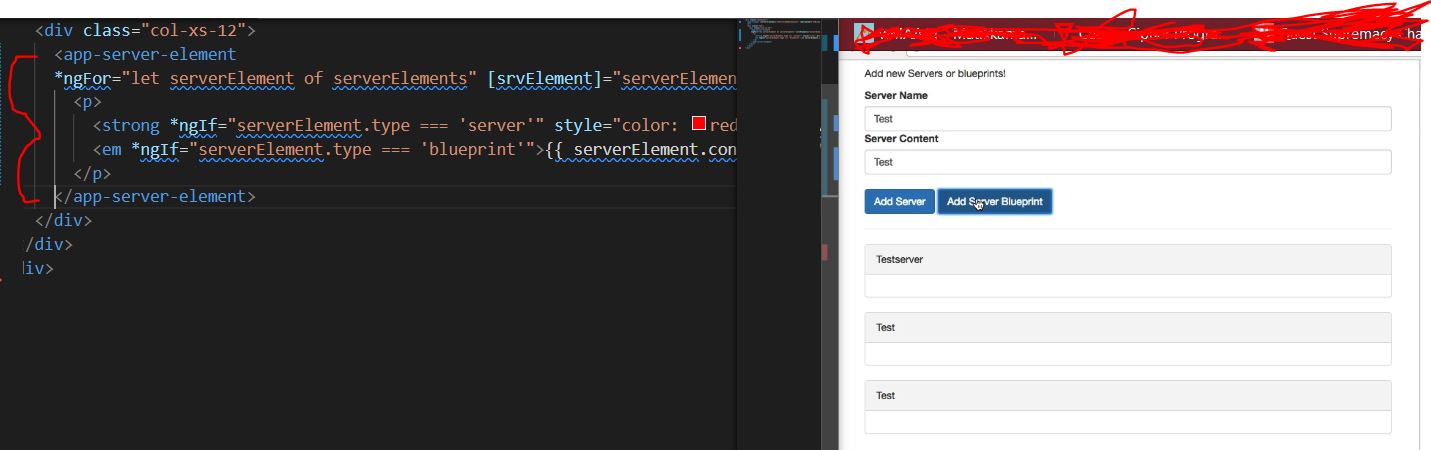 <div class="col-xs-12">
<app-server-element
*ngFor="let serverElement of serverElements" [srvElement]="serverElemen
<p>
<strong *ngIf="serverElement.type === 'server'" style="color: red
<em *ngIf="serverElement.type === 'blueprint'">{{ serverElement.con
</p>
</app-server-element>
</div>
/div>
iv>
Add new Servers or blueprints!
Server Name
Test
Server Content
Test
Add Server Add Server Blueprint
Testserver
Test
Test